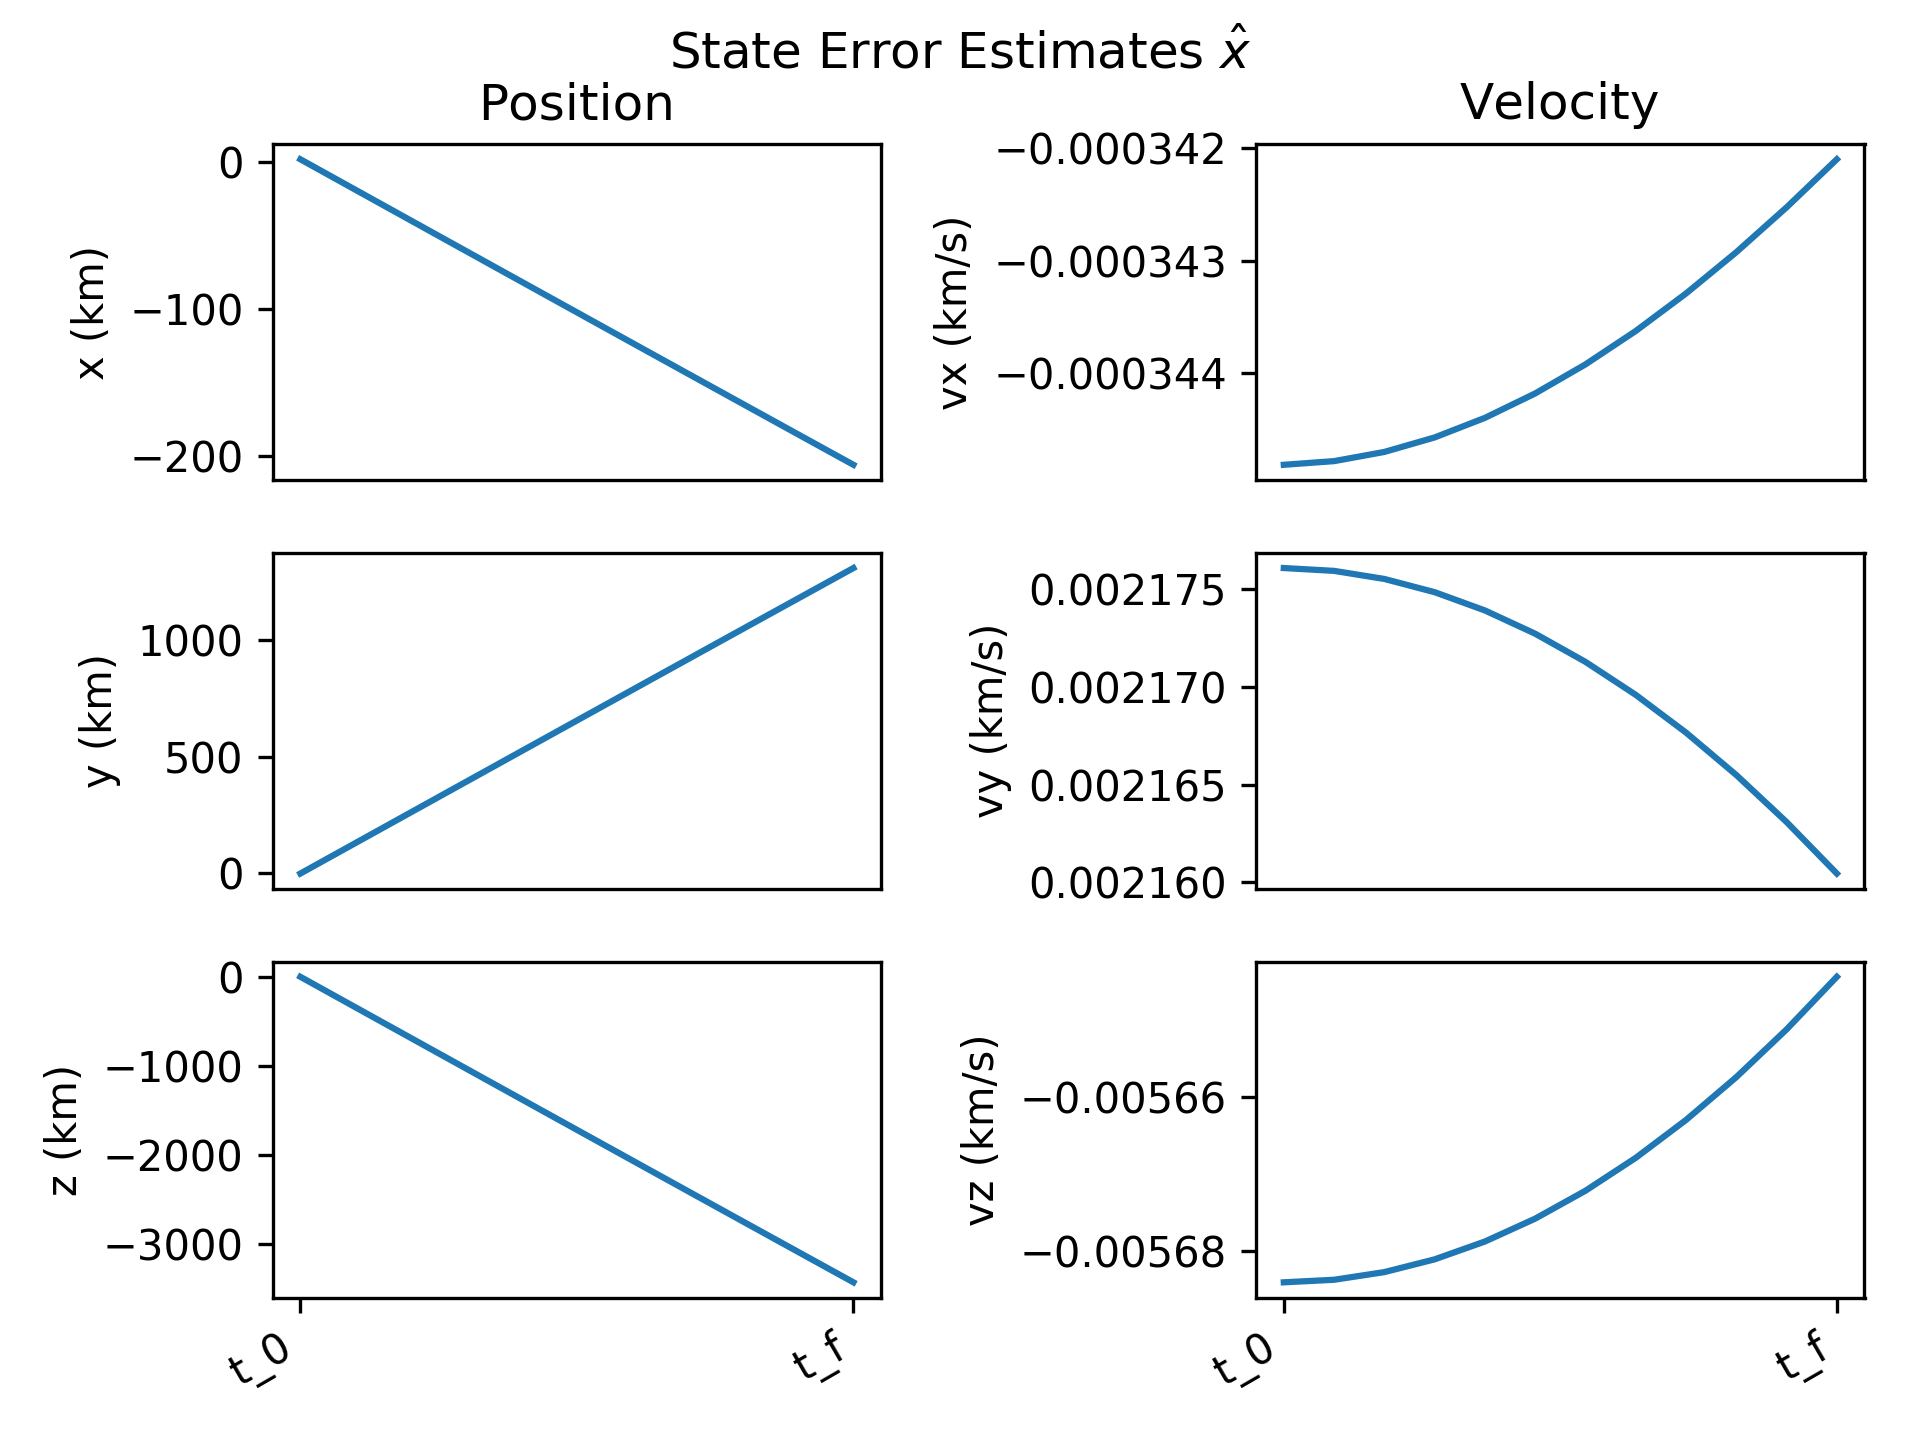 State Error Estimates x̂
Position
Velocity
x (km)
0
−100
−200
vx (km/s)
−0.000342
−0.000343
−0.000344
y (km)
1000
500
0
vy (km/s)
0.002175
0.002170
0.002165
0.002160
z (km)
0
−1000
−2000
−3000
vz (km/s)
−0.00566
−0.00568
t_0
t_f
t_0
t_f